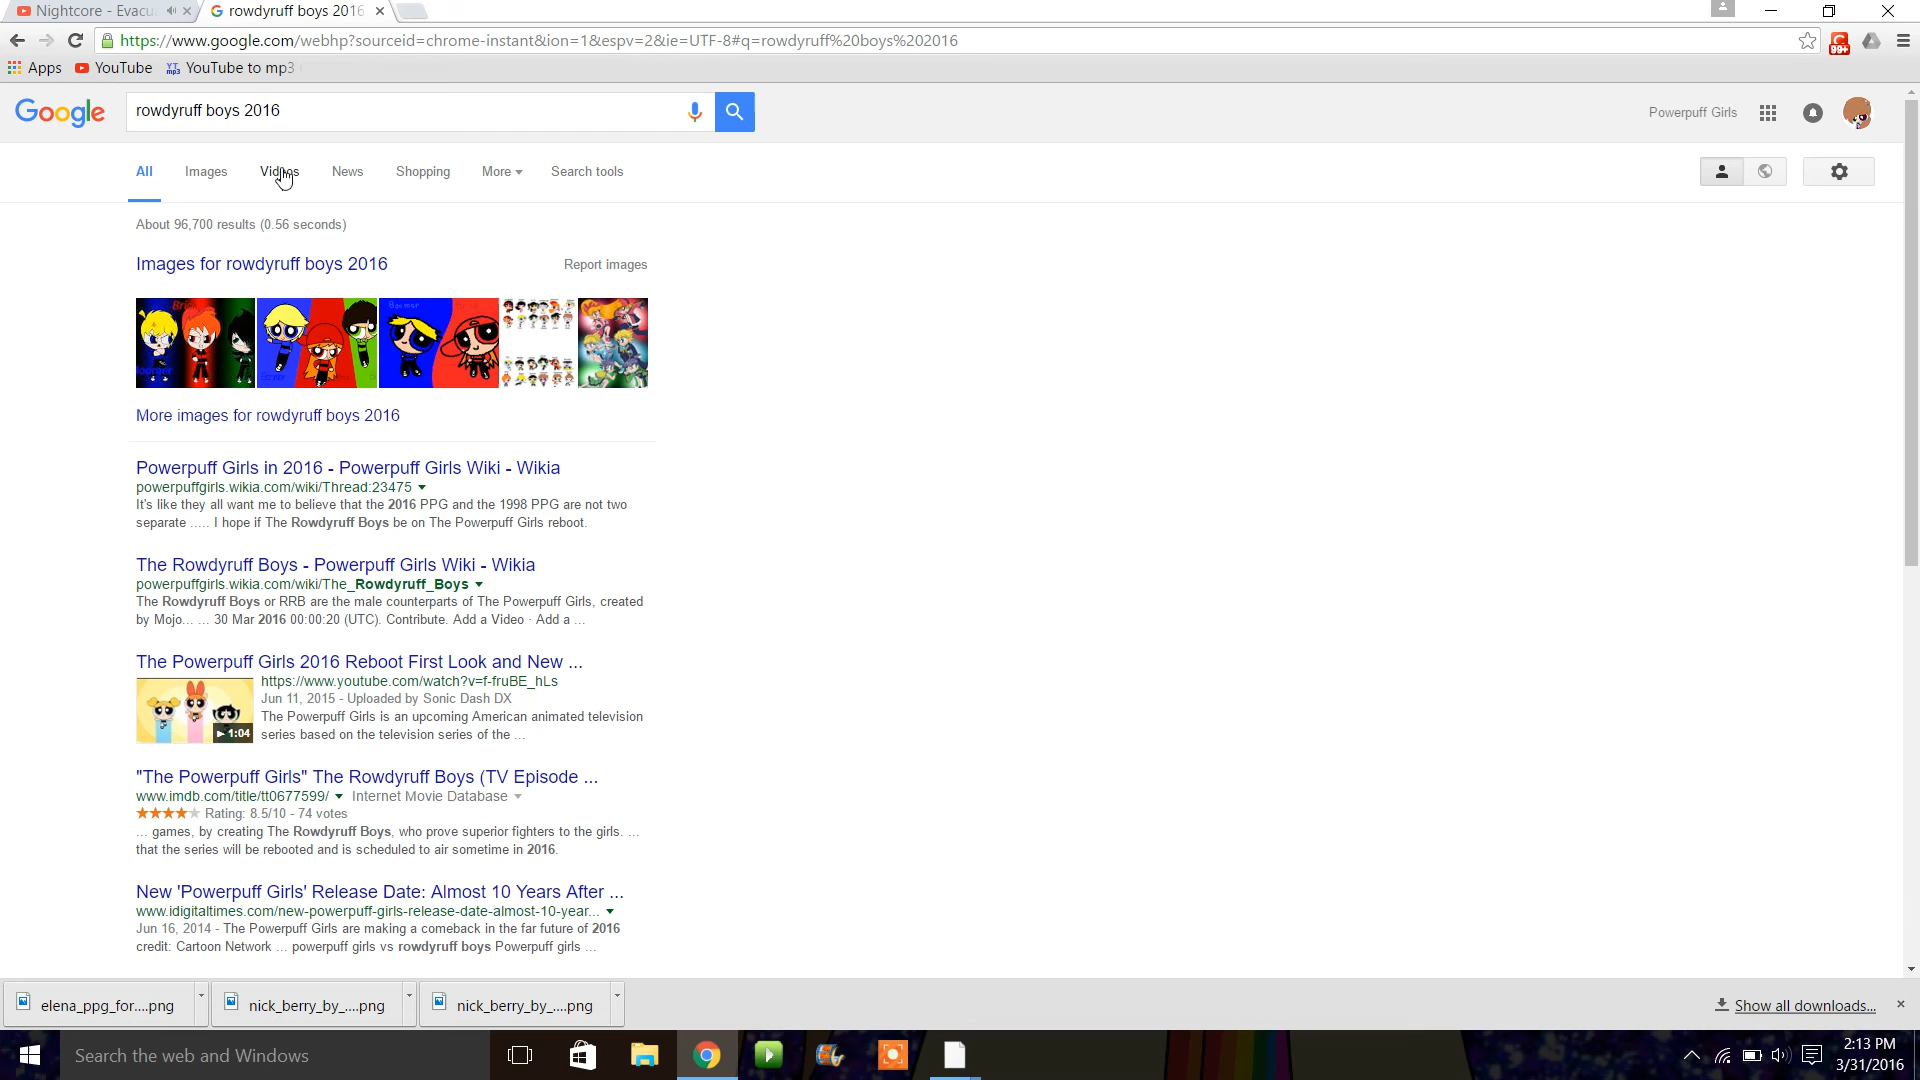 Nightcore - Evacu
rowdyruff boys 2016
https://www.google.com/webhp?sourceid=chrome-instant&ion=1&espv=2&ie=UTF-8#q=rowdyruff%20boys%202016
99+
Apps YouTube YouTube to mp3
Google
rowdyruff boys 2016
Powerpuff Girls
All Images Videos News Shopping More Search tools
About 96,700 results (0.56 seconds)
Images for rowdyruff boys 2016
Report images
More images for rowdyruff boys 2016
Powerpuff Girls in 2016 - Powerpuff Girls Wiki - Wikia
powerpuffgirls.wikia.com/wiki/Thread:23475
It's like they all want me to believe that the 2016 PPG and the 1998 PPG are not two
separate ..... I hope if The Rowdyruff Boys be on The Powerpuff Girls reboot.
The Rowdyruff Boys - Powerpuff Girls Wiki - Wikia
powerpuffgirls.wikia.com/wiki/The_Rowdyruff_Boys
The Rowdyruff Boys or RRB are the male counterparts of The Powerpuff Girls, created
by Mojo... ... 30 Mar 2016 00:00:20 (UTC). Contribute. Add a Video · Add a ...
The Powerpuff Girls 2016 Reboot First Look and New ...
https://www.youtube.com/watch?v=f-fruBE_hLs
Jun 11, 2015 - Uploaded by Sonic Dash DX
The Powerpuff Girls is an upcoming American animated television
series based on the television series of the ...
1:04
"The Powerpuff Girls" The Rowdyruff Boys (TV Episode ...
www.imdb.com/title/tt0677599/ Internet Movie Database
Rating: 8.5/10 - 74 votes
... games, by creating The Rowdyruff Boys, who prove superior fighters to the girls. ...
that the series will be rebooted and is scheduled to air sometime in 2016.
New 'Powerpuff Girls' Release Date: Almost 10 Years After ...
www.idigitaltimes.com/new-powerpuff-girls-release-date-almost-10-year...
Jun 16, 2014 - The Powerpuff Girls are making a comeback in the far future of 2016
credit: Cartoon Network ... powerpuff girls vs rowdyruff boys Powerpuff girls ...
elena_ppg_for....png
nick_berry_by_....png
nick_berry_by_....png
Show all downloads...
Search the web and Windows
2:13 PM
3/31/2016